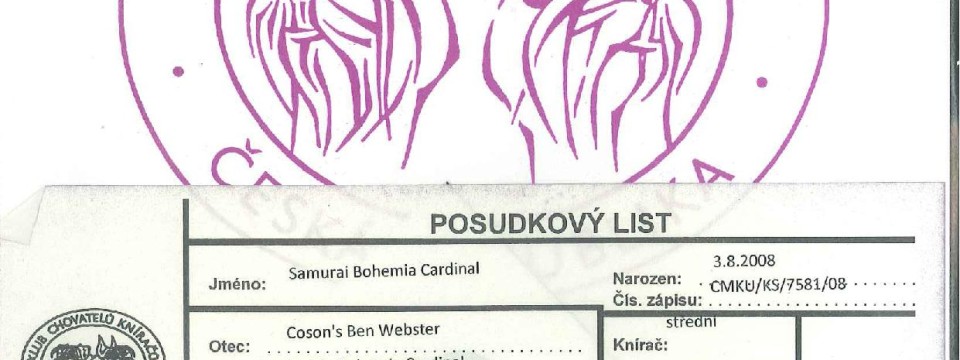 ČESKÁ
POSUDKOVÝ LIST
Jméno: Samurai Bohemia Cardinal
Narozen: 3.8.2008
Čís. zápisu: CMKU/KS/7581/08
KLUB CHOVATELŮ KNÍRAČŮ
Otec: Coson's Ben Webster
Knírač: střední
Cardinal